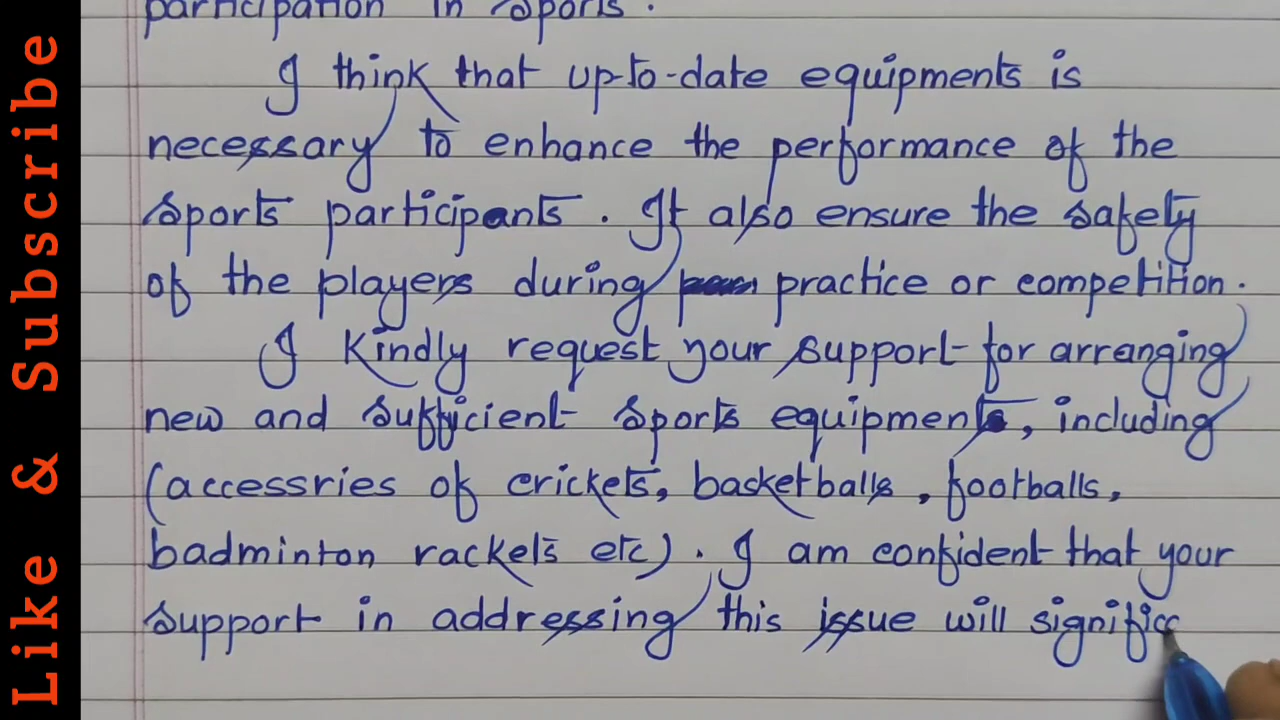 Like & Subscribe
participation in sports.
I think that up-to-date equipments is
necessary to enhance the performance of the
sports participants. It also ensure the safety
of the players during practice or competition.
I kindly request your support for arranging
new and sufficient sports equipments, including
(accessries of crickets, basketballs, footballs,
badminton rackets etc). I am confident that your
support in addressing this issue will significa